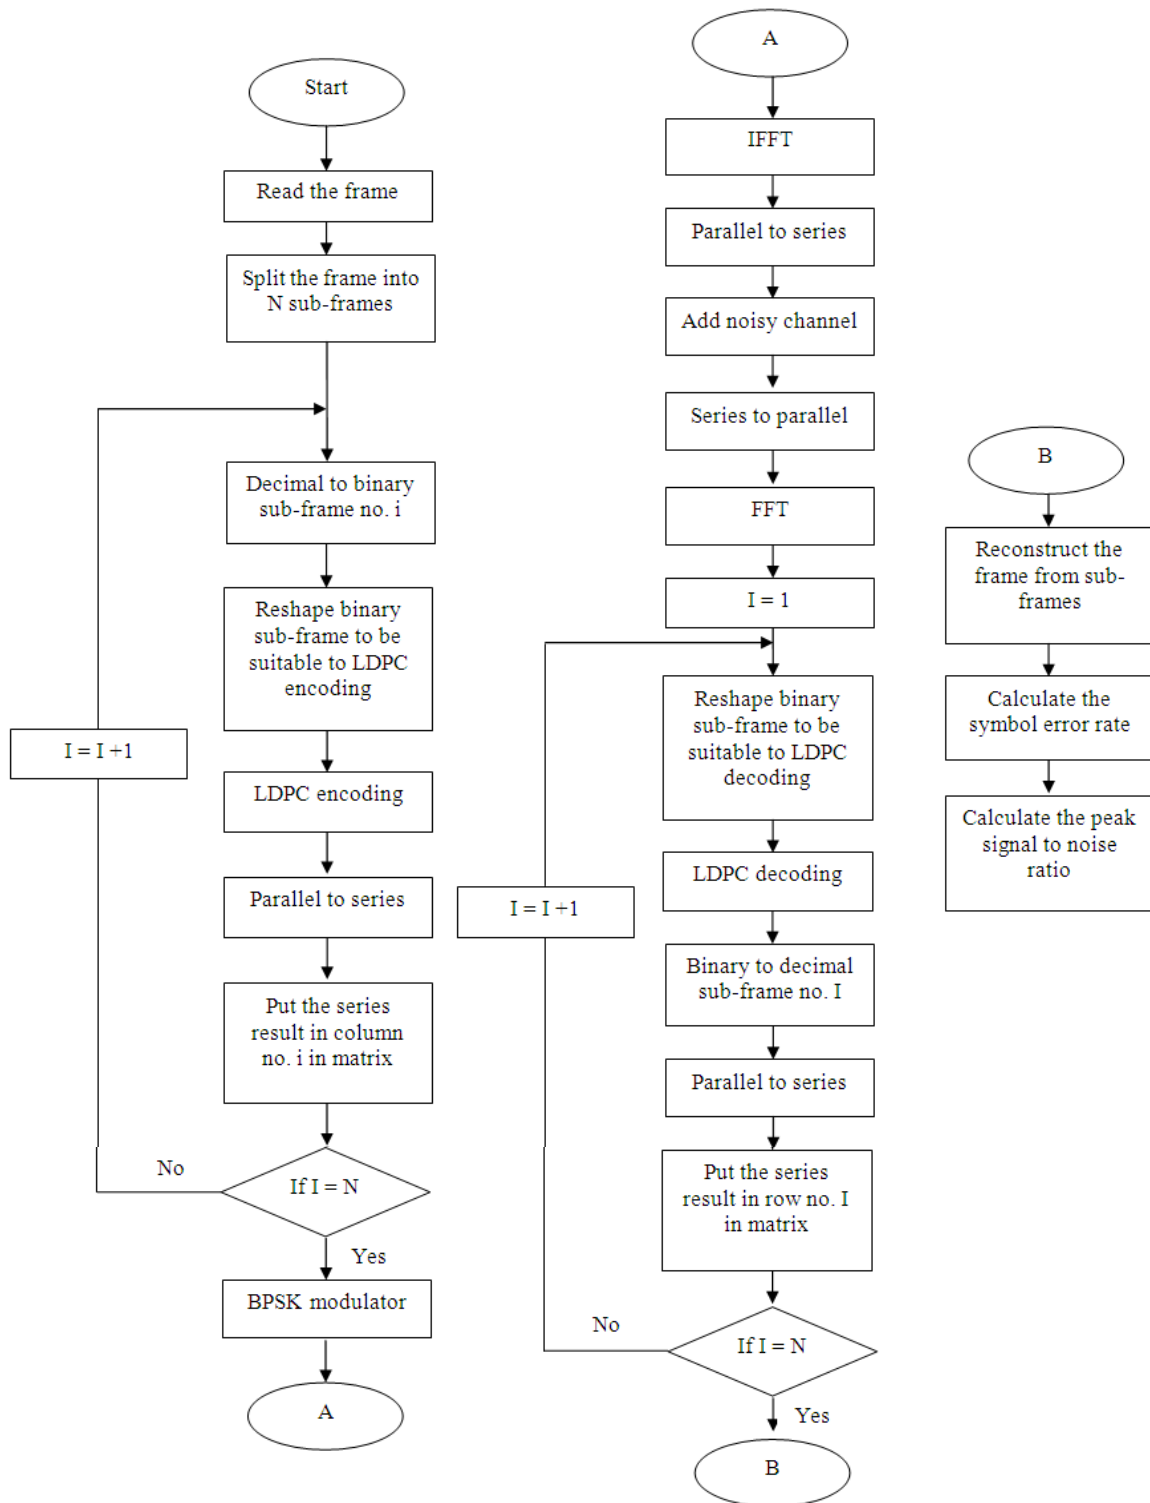 Start
Read the frame
Split the frame into
N sub-frames
Decimal to binary
sub-frame no. i
Reshape binary
sub-frame to be
suitable to LDPC
encoding
I = I +1
LDPC encoding
Parallel to series
Put the series
result in column
no. i in matrix
No
If I = N
Yes
BPSK modulator
A
A
IFFT
Parallel to series
Add noisy channel
Series to parallel
FFT
I = 1
Reshape binary
sub-frame to be
suitable to LDPC
decoding
LDPC decoding
I = I +1
Binary to decimal
sub-frame no. I
Parallel to series
Put the series
result in row no. I
in matrix
No
If I = N
Yes
B
B
Reconstruct the
frame from sub-
frames
Calculate the
symbol error rate
Calculate the peak
signal to noise
ratio